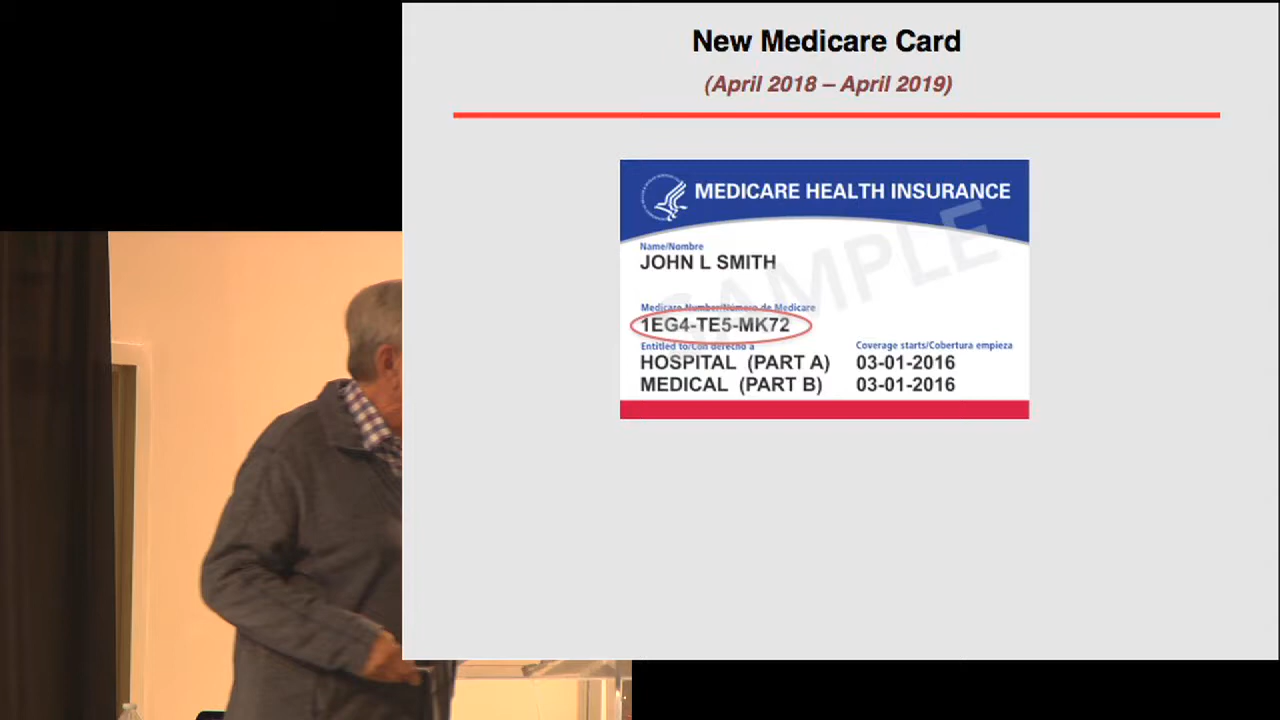 New Medicare Card
(April 2018 – April 2019)
MEDICARE HEALTH INSURANCE
SAMPLE
Name/Nombre
JOHN L SMITH
Medicare Number/Número de Medicare
1EG4-TE5-MK72
Entitled to/Con derecho a Coverage starts/Cobertura empieza
HOSPITAL (PART A) 03-01-2016
MEDICAL (PART B) 03-01-2016